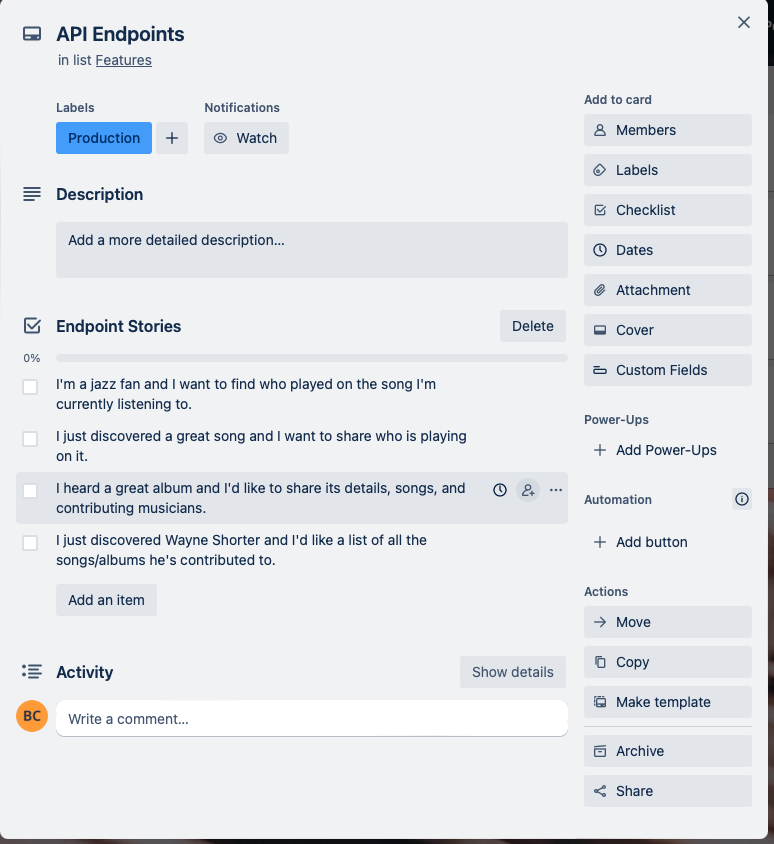 API Endpoints
in list Features
Labels
Notifications
Production
Watch
Description
Add a more detailed description...
Endpoint Stories
Delete
0%
I'm a jazz fan and I want to find who played on the song I'm
currently listening to.
I just discovered a great song and I want to share who is playing
on it.
I heard a great album and I'd like to share its details, songs, and
contributing musicians.
I just discovered Wayne Shorter and I'd like a list of all the
songs/albums he's contributed to.
Add an item
Activity
Show details
BC
Write a comment...
Add to card
Members
Labels
Checklist
Dates
Attachment
Cover
Custom Fields
Power-Ups
Add Power-Ups
Automation
Add button
Actions
Move
Copy
Make template
Archive
Share